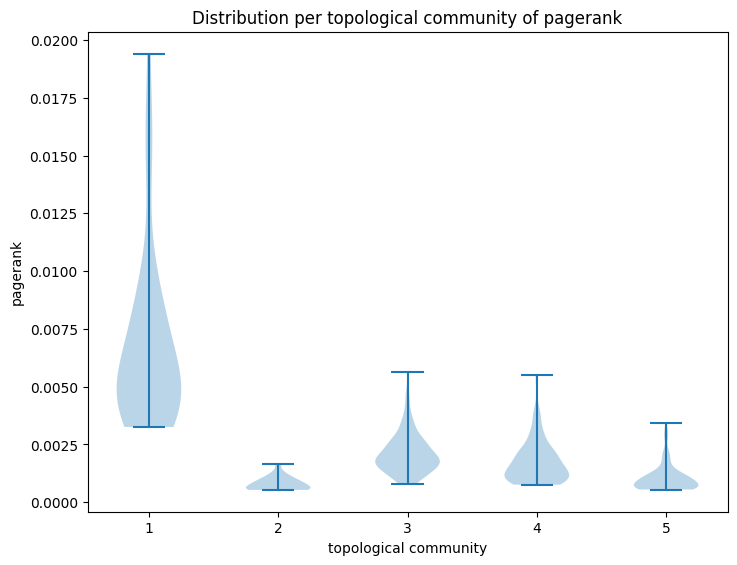 Distribution per topological community of pagerank
0.0200
0.0175
0.0150
0.0125
0.0100
0.0075
0.0050
0.0025
0.0000
pagerank
1 2 3 4 5
topological community